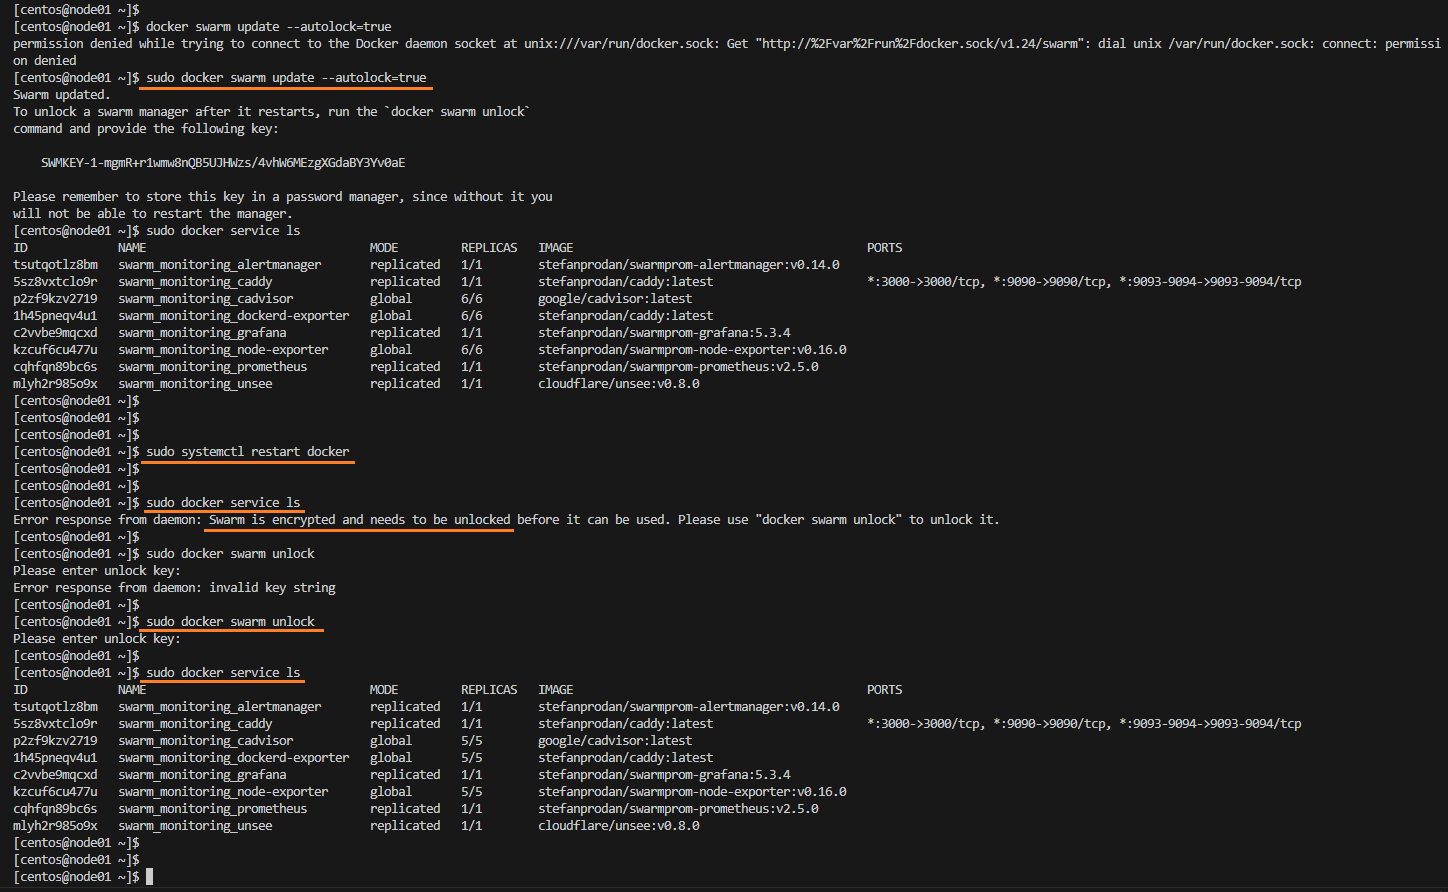 [centos@node01 ~]$
[centos@node01 ~]$ docker swarm update --autolock=true
permission denied while trying to connect to the Docker daemon socket at unix:///var/run/docker.sock: Get "http://%2Fvar%2Frun%2Fdocker.sock/v1.24/swarm": dial unix /var/run/docker.sock: connect: permissi
on denied
[centos@node01 ~]$ sudo docker swarm update --autolock=true
Swarm updated.
To unlock a swarm manager after it restarts, run the `docker swarm unlock`
command and provide the following key:
SWMKEY-1-mgmR+r1wmw8nQB5UJHWzs/4vhW6MEzgXGdaBY3Yv0aE
Please remember to store this key in a password manager, since without it you
will not be able to restart the manager.
[centos@node01 ~]$ sudo docker service ls
ID NAME MODE REPLICAS IMAGE PORTS
tsutqotlz8bm swarm_monitoring_alertmanager replicated 1/1 stefanprodan/swarmprom-alertmanager:v0.14.0
5sz8vxtclo9r swarm_monitoring_caddy replicated 1/1 stefanprodan/caddy:latest *:3000->3000/tcp, *:9090->9090/tcp, *:9093-9094->9093-9094/tcp
p2zf9kzv2719 swarm_monitoring_cadvisor global 6/6 google/cadvisor:latest
1h45pneqv4u1 swarm_monitoring_dockerd-exporter global 6/6 stefanprodan/caddy:latest
c2vvbe9mqcxd swarm_monitoring_grafana replicated 1/1 stefanprodan/swarmprom-grafana:5.3.4
kzcuf6cu477u swarm_monitoring_node-exporter global 6/6 stefanprodan/swarmprom-node-exporter:v0.16.0
cqhfqn89bc6s swarm_monitoring_prometheus replicated 1/1 stefanprodan/swarmprom-prometheus:v2.5.0
mlyh2r985o9x swarm_monitoring_unsee replicated 1/1 cloudflare/unsee:v0.8.0
[centos@node01 ~]$
[centos@node01 ~]$
[centos@node01 ~]$
[centos@node01 ~]$ sudo systemctl restart docker
[centos@node01 ~]$
[centos@node01 ~]$
[centos@node01 ~]$ sudo docker service ls
Error response from daemon: Swarm is encrypted and needs to be unlocked before it can be used. Please use "docker swarm unlock" to unlock it.
[centos@node01 ~]$
[centos@node01 ~]$ sudo docker swarm unlock
Please enter unlock key:
Error response from daemon: invalid key string
[centos@node01 ~]$
[centos@node01 ~]$ sudo docker swarm unlock
Please enter unlock key:
[centos@node01 ~]$
[centos@node01 ~]$ sudo docker service ls
ID NAME MODE REPLICAS IMAGE PORTS
tsutqotlz8bm swarm_monitoring_alertmanager replicated 1/1 stefanprodan/swarmprom-alertmanager:v0.14.0
5sz8vxtclo9r swarm_monitoring_caddy replicated 1/1 stefanprodan/caddy:latest *:3000->3000/tcp, *:9090->9090/tcp, *:9093-9094->9093-9094/tcp
p2zf9kzv2719 swarm_monitoring_cadvisor global 5/5 google/cadvisor:latest
1h45pneqv4u1 swarm_monitoring_dockerd-exporter global 5/5 stefanprodan/caddy:latest
c2vvbe9mqcxd swarm_monitoring_grafana replicated 1/1 stefanprodan/swarmprom-grafana:5.3.4
kzcuf6cu477u swarm_monitoring_node-exporter global 5/5 stefanprodan/swarmprom-node-exporter:v0.16.0
cqhfqn89bc6s swarm_monitoring_prometheus replicated 1/1 stefanprodan/swarmprom-prometheus:v2.5.0
mlyh2r985o9x swarm_monitoring_unsee replicated 1/1 cloudflare/unsee:v0.8.0
[centos@node01 ~]$
[centos@node01 ~]$
[centos@node01 ~]$